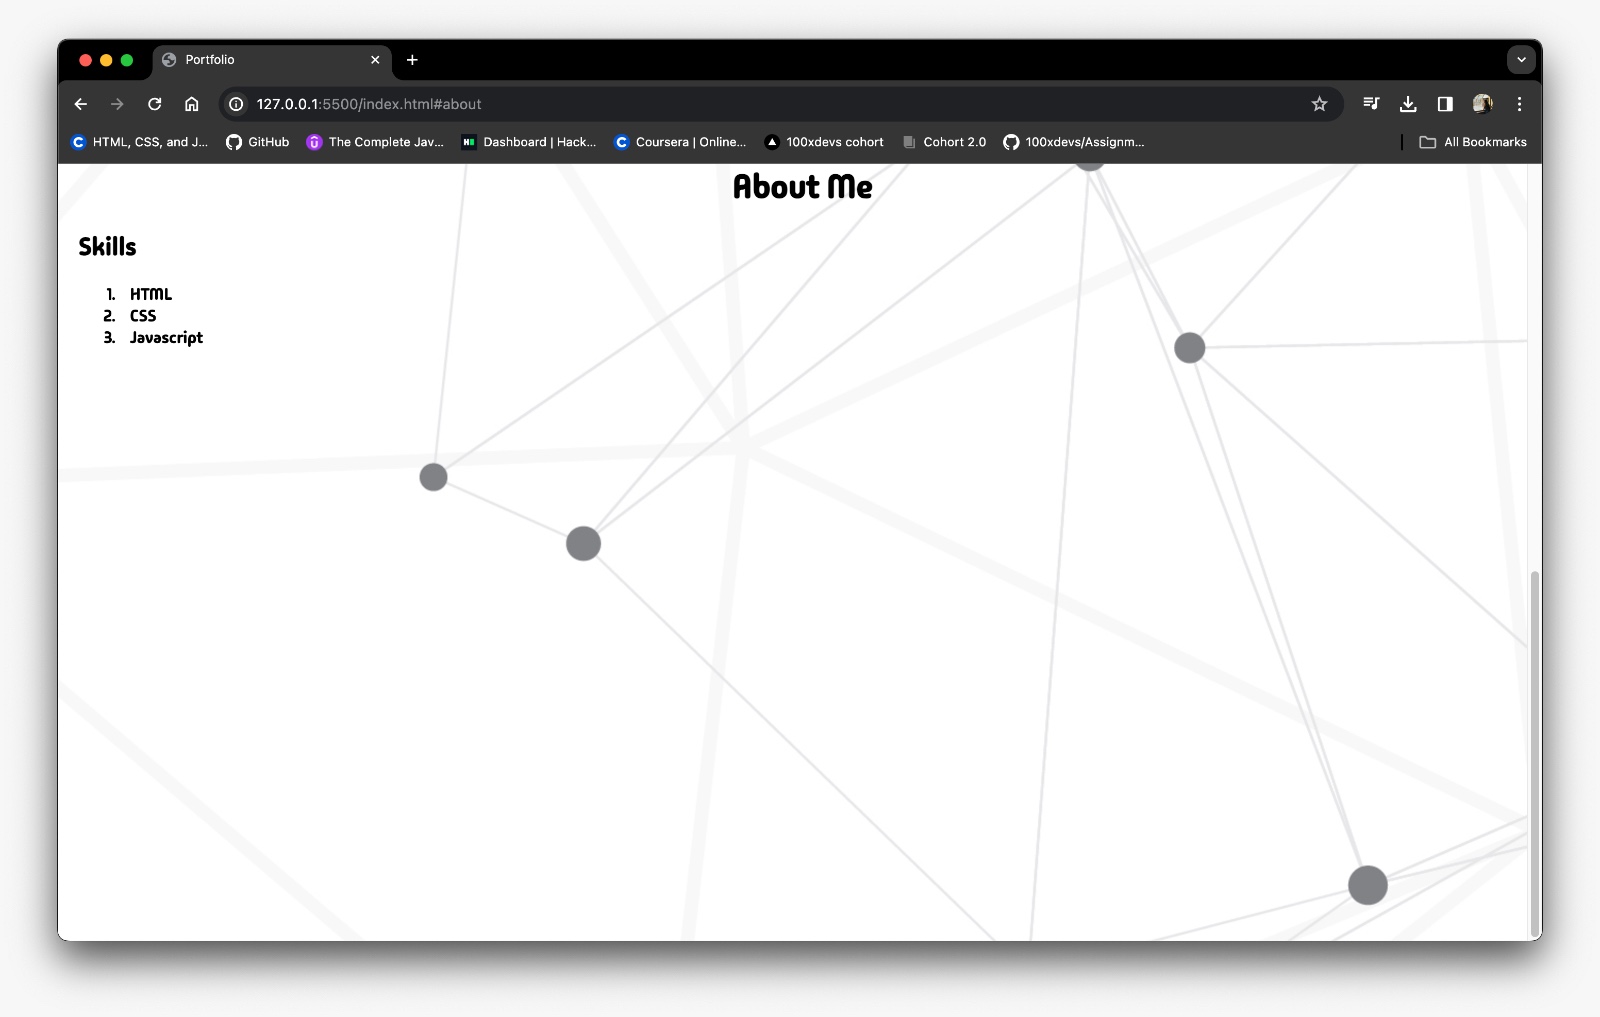 Portfolio
127.0.0.1:5500/index.html#about
HTML, CSS, and J... GitHub The Complete Jav... Dashboard | Hack... Coursera | Online... 100xdevs cohort Cohort 2.0 100xdevs/Assignm... All Bookmarks
About Me
Skills
1. HTML
2. CSS
3. Javascript